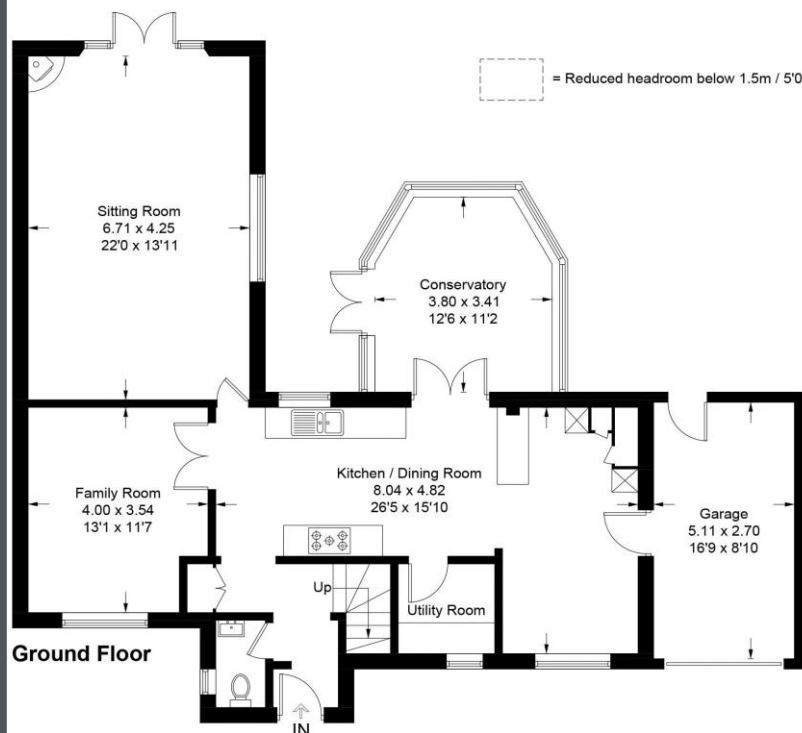 = Reduced headroom below 1.5m / 5'0
Sitting Room
6.71 x 4.25
22'0 x 13'11
Conservatory
3.80 x 3.41
12'6 x 11'2
Kitchen / Dining Room
8.04 x 4.82
26'5 x 15'10
Family Room
4.00 x 3.54
13'1 x 11'7
Garage
5.11 x 2.70
16'9 x 8'10
Up
Utility Room
Ground Floor
IN